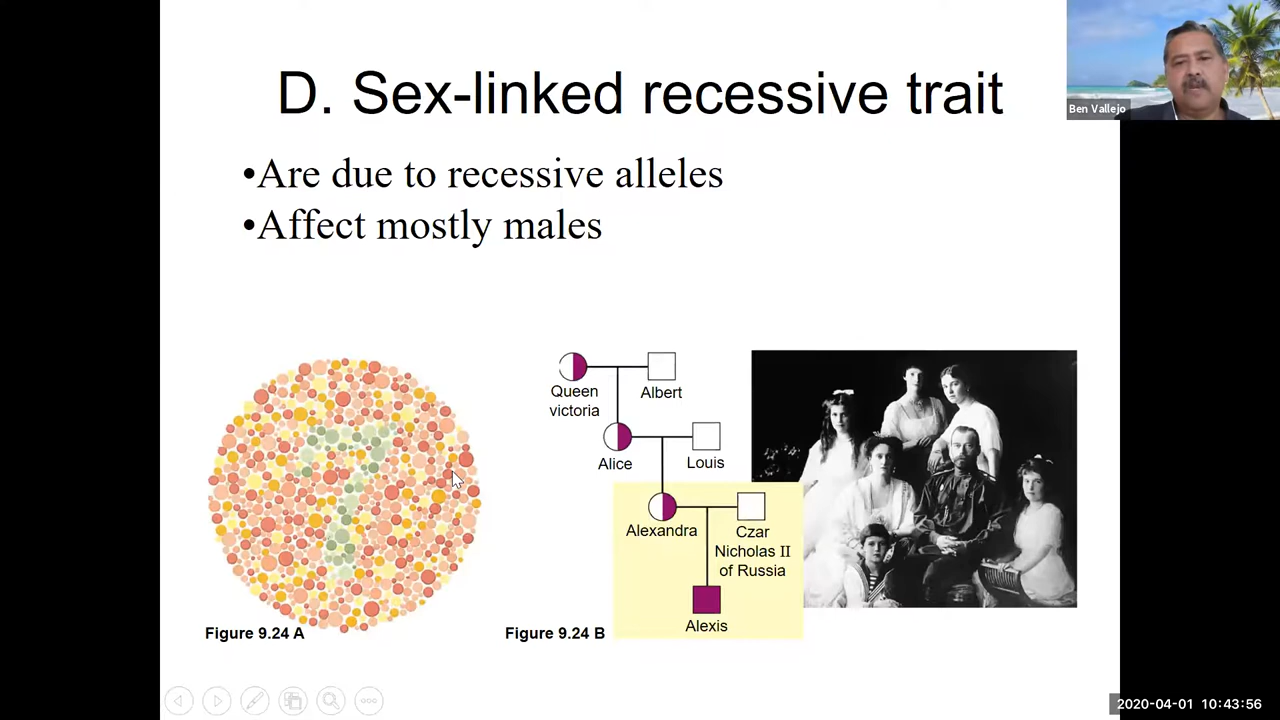 D. Sex-linked recessive trait
Ben Vallejo
•Are due to recessive alleles
•Affect mostly males
Queen
victoria
Albert
Alice
Louis
Alexandra
Czar
Nicholas II
of Russia
Alexis
Figure 9.24 A
Figure 9.24 B
2020-04-01 10:43:56